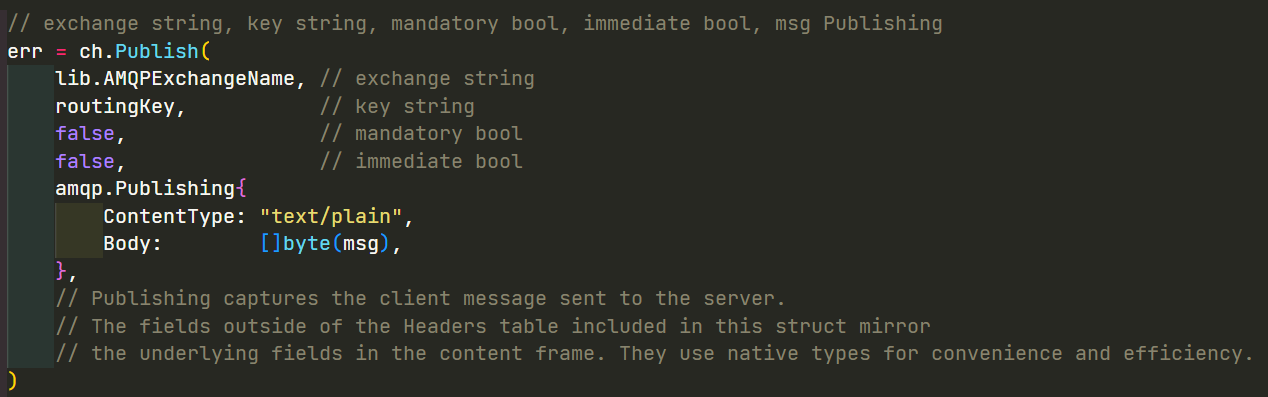 // exchange string, key string, mandatory bool, immediate bool, msg Publishing
err = ch.Publish(
    lib.AMQPExchangeName, // exchange string
    routingKey,           // key string
    false,                // mandatory bool
    false,                // immediate bool
    amqp.Publishing{
        ContentType: "text/plain",
        Body:        []byte(msg),
    },
    // Publishing captures the client message sent to the server.
    // The fields outside of the Headers table included in this struct mirror
    // the underlying fields in the content frame. They use native types for convenience and efficiency.
)